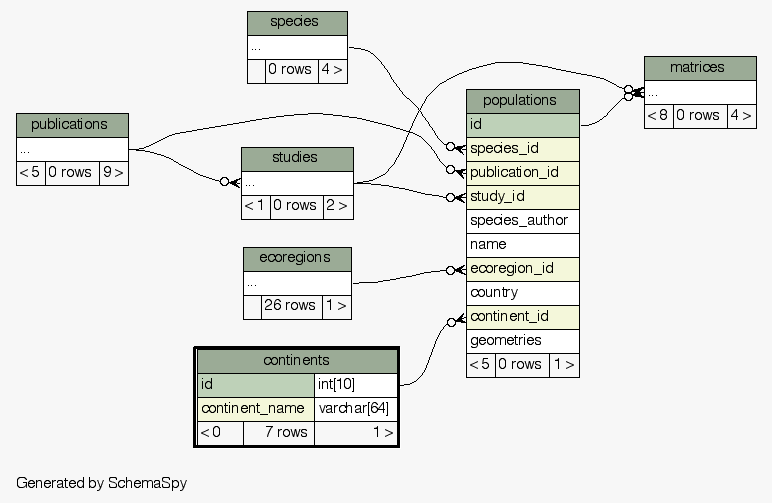 species
...
0 rows 4 >
matrices
...
< 8 0 rows 4 >
populations
id
species_id
publication_id
study_id
species_author
name
ecoregion_id
country
continent_id
geometries
< 5 0 rows 1 >
publications
...
< 5 0 rows 9 >
studies
...
< 1 0 rows 2 >
ecoregions
...
26 rows 1 >
continents
id int[10]
continent_name varchar[64]
< 0 7 rows 1 >
Generated by SchemaSpy